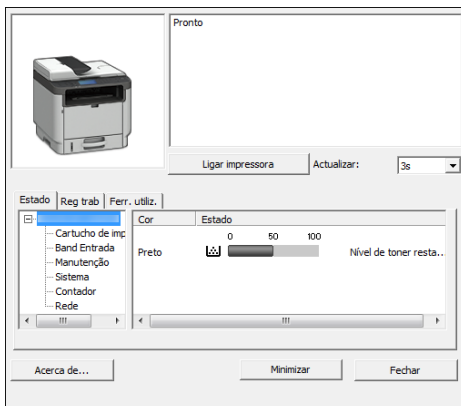 Pronto
Ligar impressora
Actualizar:
3s
Estado
Reg trab
Ferr. utiliz.
Cartucho de imp
Band Entrada
Manutenção
Sistema
Contador
Rede
Cor
Estado
0 50 100
Preto
Nível de toner resta...
Acerca de...
Minimizar
Fechar